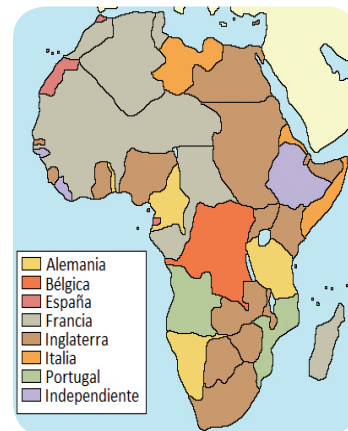 Alemania
Bélgica
España
Francia
Inglaterra
Italia
Portugal
Independiente